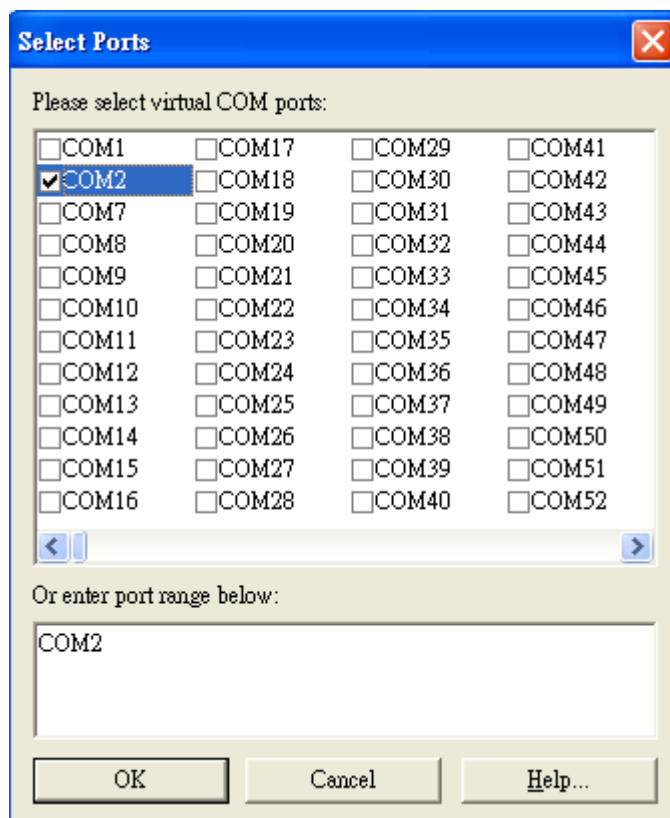 Select Ports
Please select virtual COM ports:
COM1 COM17 COM29 COM41
COM2 COM18 COM30 COM42
COM7 COM19 COM31 COM43
COM8 COM20 COM32 COM44
COM9 COM21 COM33 COM45
COM10 COM22 COM34 COM46
COM11 COM23 COM35 COM47
COM12 COM24 COM36 COM48
COM13 COM25 COM37 COM49
COM14 COM26 COM38 COM50
COM15 COM27 COM39 COM51
COM16 COM28 COM40 COM52
Or enter port range below:
COM2
OK Cancel Help...